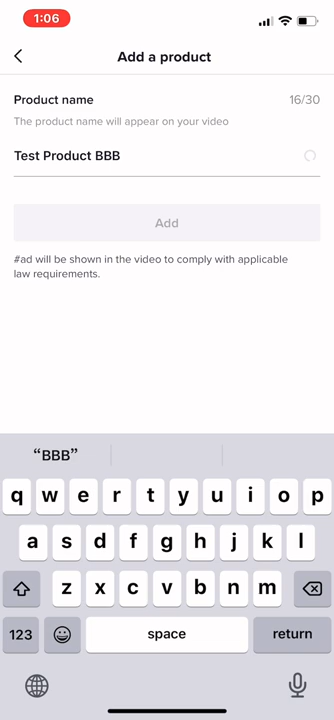 1:06
Add a product
Product name 16/30
The product name will appear on your video
Test Product BBB
Add
#ad will be shown in the video to comply with applicable
law requirements.
“BBB”
q w e r t y u i o p
a s d f g h j k l
z x c v b n m
123 space return